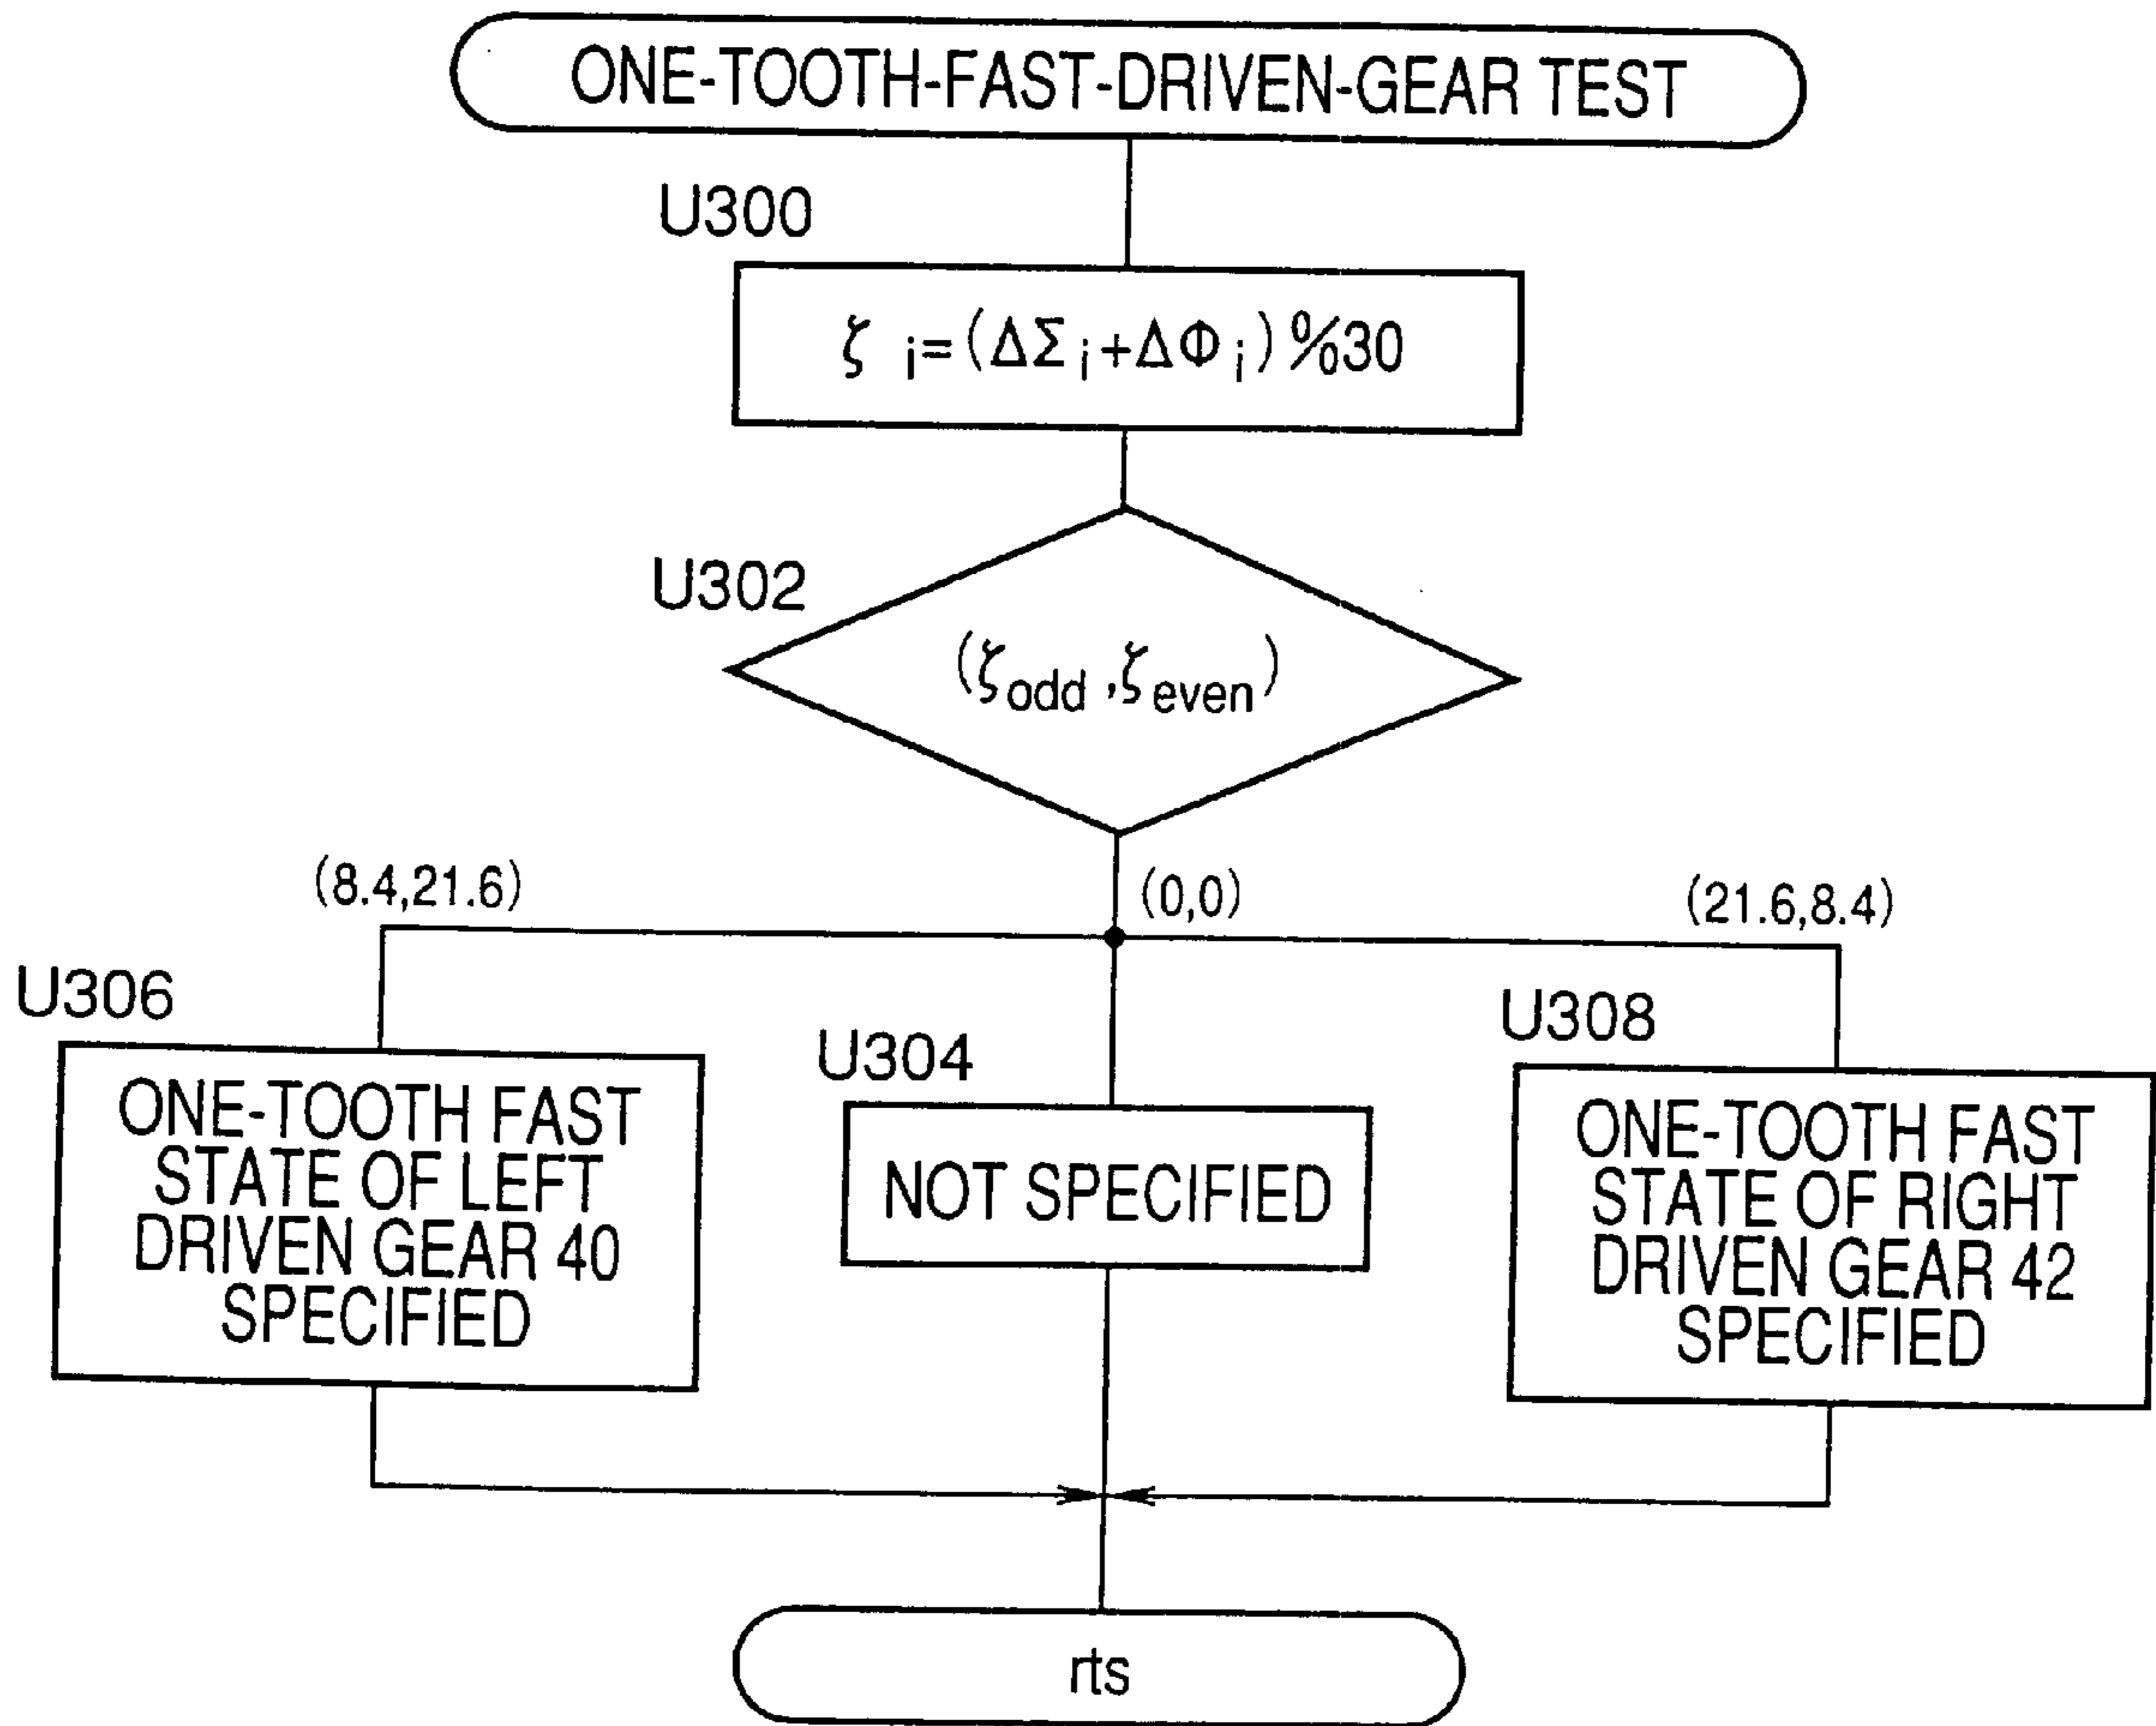 ONE-TOOTH-FAST-DRIVEN-GEAR TEST
U300
ζ i=(ΔΣi+ΔΦi)%30
U302
(ζodd,ζeven)
(8.4,21.6)
(0,0)
(21.6,8.4)
U306
ONE-TOOTH FAST
STATE OF LEFT
DRIVEN GEAR 40
SPECIFIED
U304
NOT SPECIFIED
U308
ONE-TOOTH FAST
STATE OF RIGHT
DRIVEN GEAR 42
SPECIFIED
rts